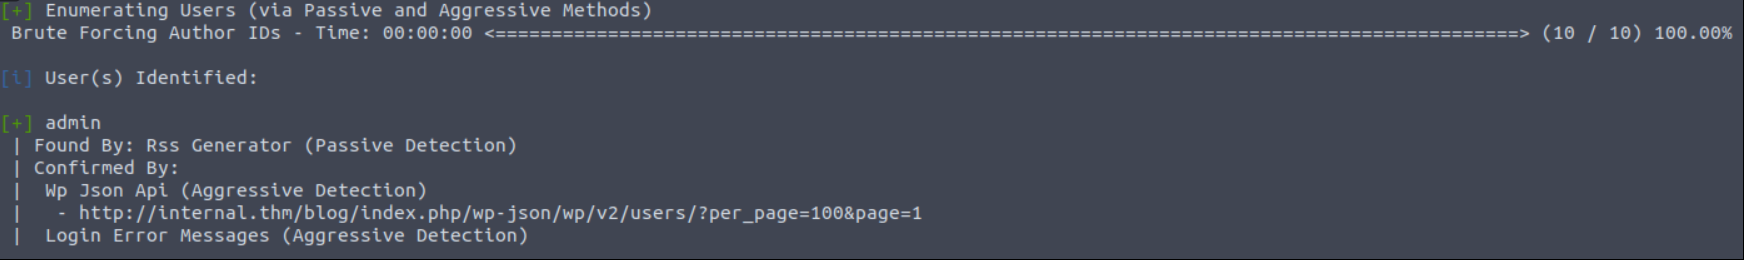 [+] Enumerating Users (via Passive and Aggressive Methods)
 Brute Forcing Author IDs - Time: 00:00:00 <===========================================================================================> (10 / 10) 100.00%
[i] User(s) Identified:
[+] admin
 | Found By: Rss Generator (Passive Detection)
 | Confirmed By:
 |  Wp Json Api (Aggressive Detection)
 |   - http://internal.thm/blog/index.php/wp-json/wp/v2/users/?per_page=100&page=1
 |  Login Error Messages (Aggressive Detection)